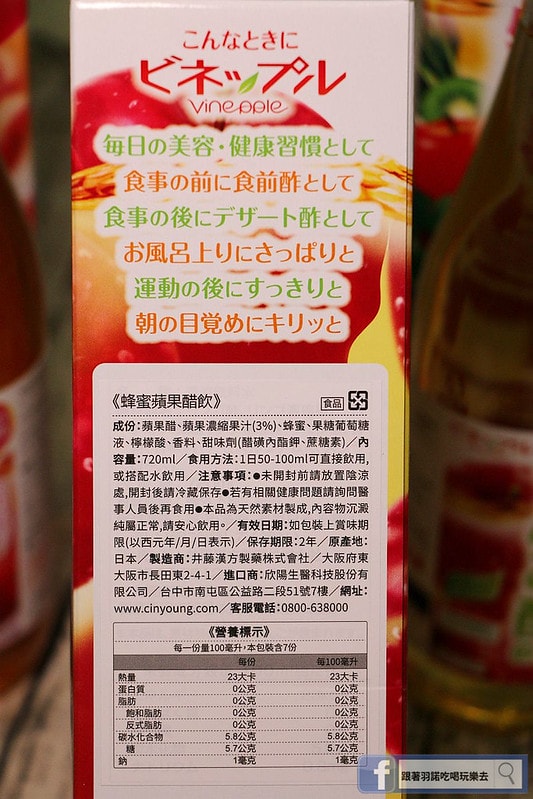 こんなときに
ビネップル
vinepple
毎日の美容・健康習慣として
食事の前に食前酢として
食事の後にデザート酢として
お風呂上りにさっぱりと
運動の後にすっきりと
朝の目覚めにキリッと
《蜂蜜蘋果醋飲》 食品
成份：蘋果醋、蘋果濃縮果汁(3%)、蜂蜜、果糖葡萄糖
液、檸檬酸、香料、甜味劑(醋磺內酯鉀、蔗糖素)／內
容量：720ml／食用方法：1日50-100ml可直接飲用,
或搭配水飲用／注意事項：●未開封前請放置陰涼
處,開封後請冷藏保存●若有相關健康問題請詢問醫
事人員後再食用●本品為天然素材製成,內容物沉澱
純屬正常,請安心飲用。／有效日期：如包裝上賞味期
限(以西元年/月/日表示)／保存期限：2年／原產地：
日本／製造商：井藤漢方製藥株式會社／大阪府東
大阪市長田東2-4-1／進口商：欣陽生醫科技股份有
限公司／台中市南屯區公益路二段51號7樓／網址：
www.cinyoung.com／客服電話：0800-638000
《營養標示》
每一份量100毫升,本包裝含7份
每份 每100毫升
熱量 23大卡 23大卡
蛋白質 0公克 0公克
脂肪 0公克 0公克
飽和脂肪 0公克 0公克
反式脂肪 0公克 0公克
碳水化合物 5.8公克 5.8公克
糖 5.7公克 5.7公克
鈉 1毫克 1毫克
f 跟著羽諾吃喝玩樂去